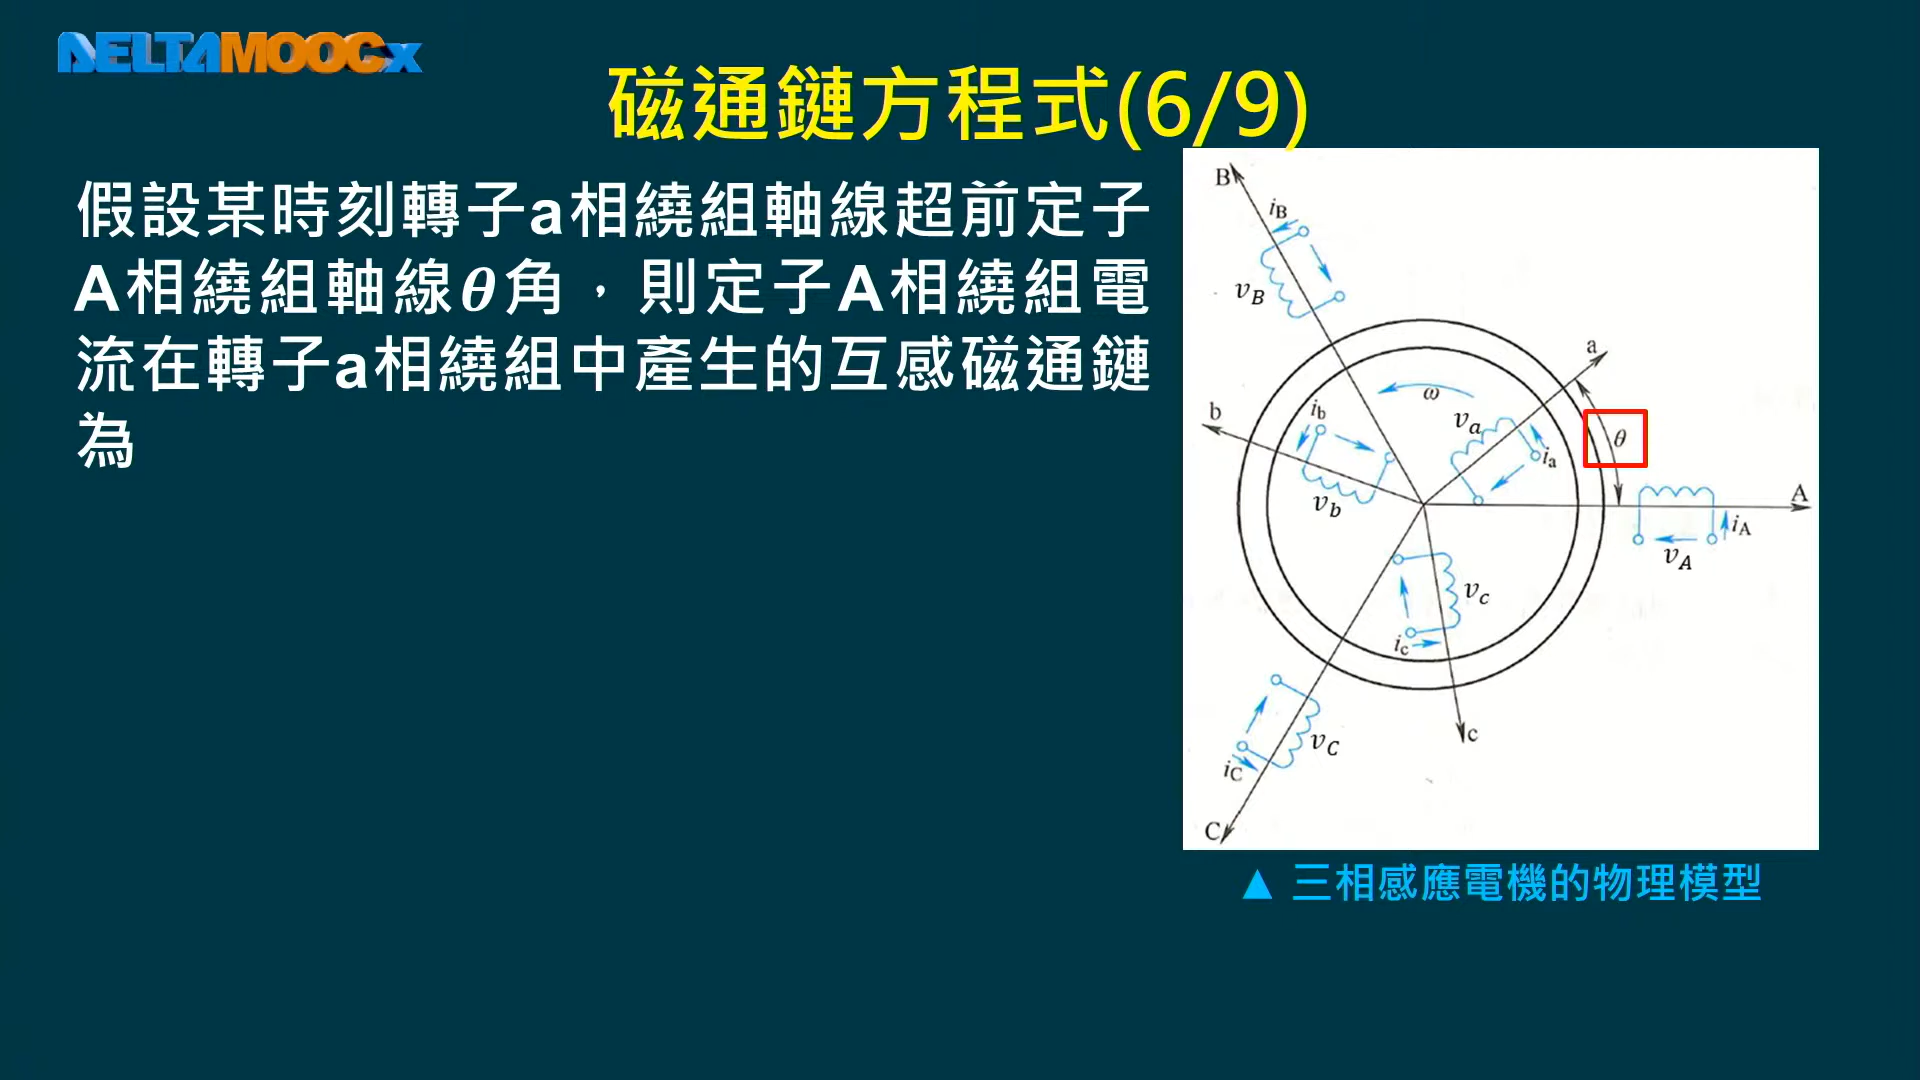 DELTAMOOCx
磁通鏈方程式(6/9)
假設某時刻轉子a相繞組軸線超前定子
A相繞組軸線θ角，則定子A相繞組電
流在轉子a相繞組中產生的互感磁通鏈
為
B
iB
vB
a
ω
b
ib
va
ia
θ
vb
A
iA
vA
vc
ic
c
vC
iC
C
▲ 三相感應電機的物理模型